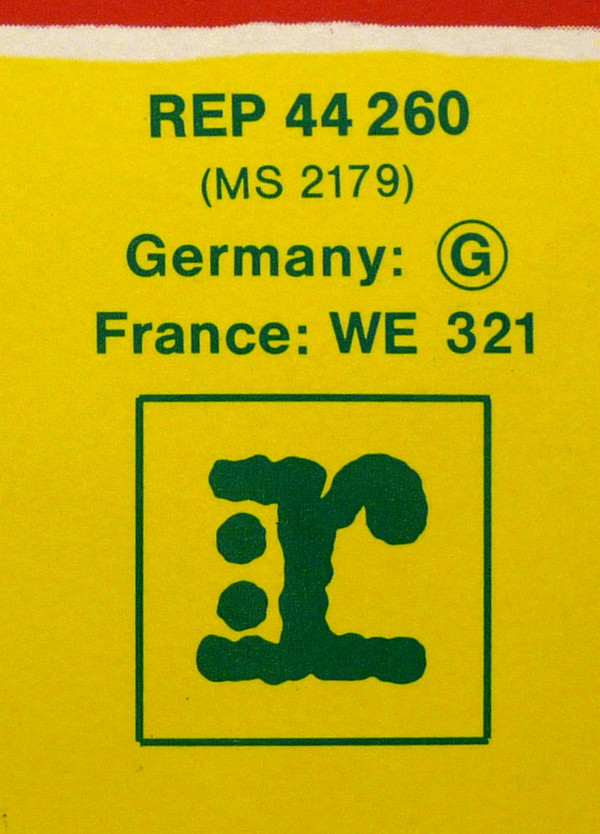 REP 44 260
(MS 2179)
Germany: Ⓖ
France: WE 321
r: